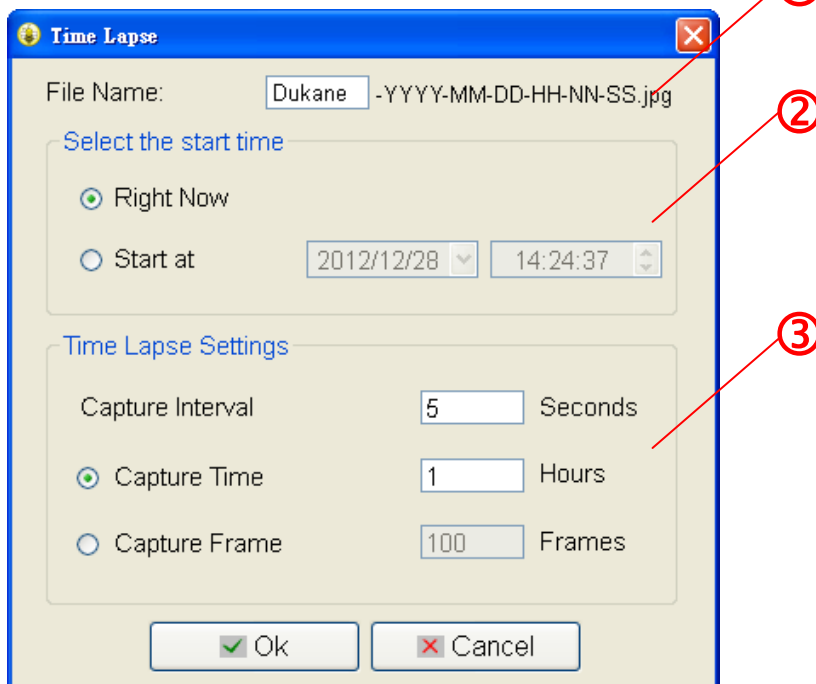 Time Lapse
File Name: Dukane -YYYY-MM-DD-HH-NN-SS.jpg
②
Select the start time
Right Now
Start at 2012/12/28 14:24:37
③
Time Lapse Settings
Capture Interval 5 Seconds
Capture Time 1 Hours
Capture Frame 100 Frames
Ok Cancel